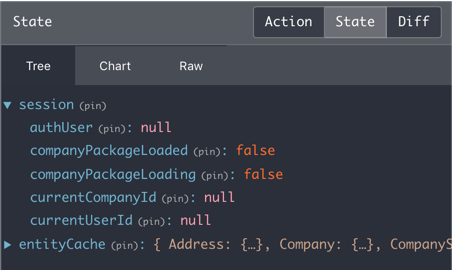 State Action State Diff
Tree Chart Raw
▼ session (pin)
authUser (pin): null
companyPackageLoaded (pin): false
companyPackageLoading (pin): false
currentCompanyId (pin): null
currentUserId (pin): null
▶ entityCache (pin): { Address: {…}, Company: {…}, CompanyS